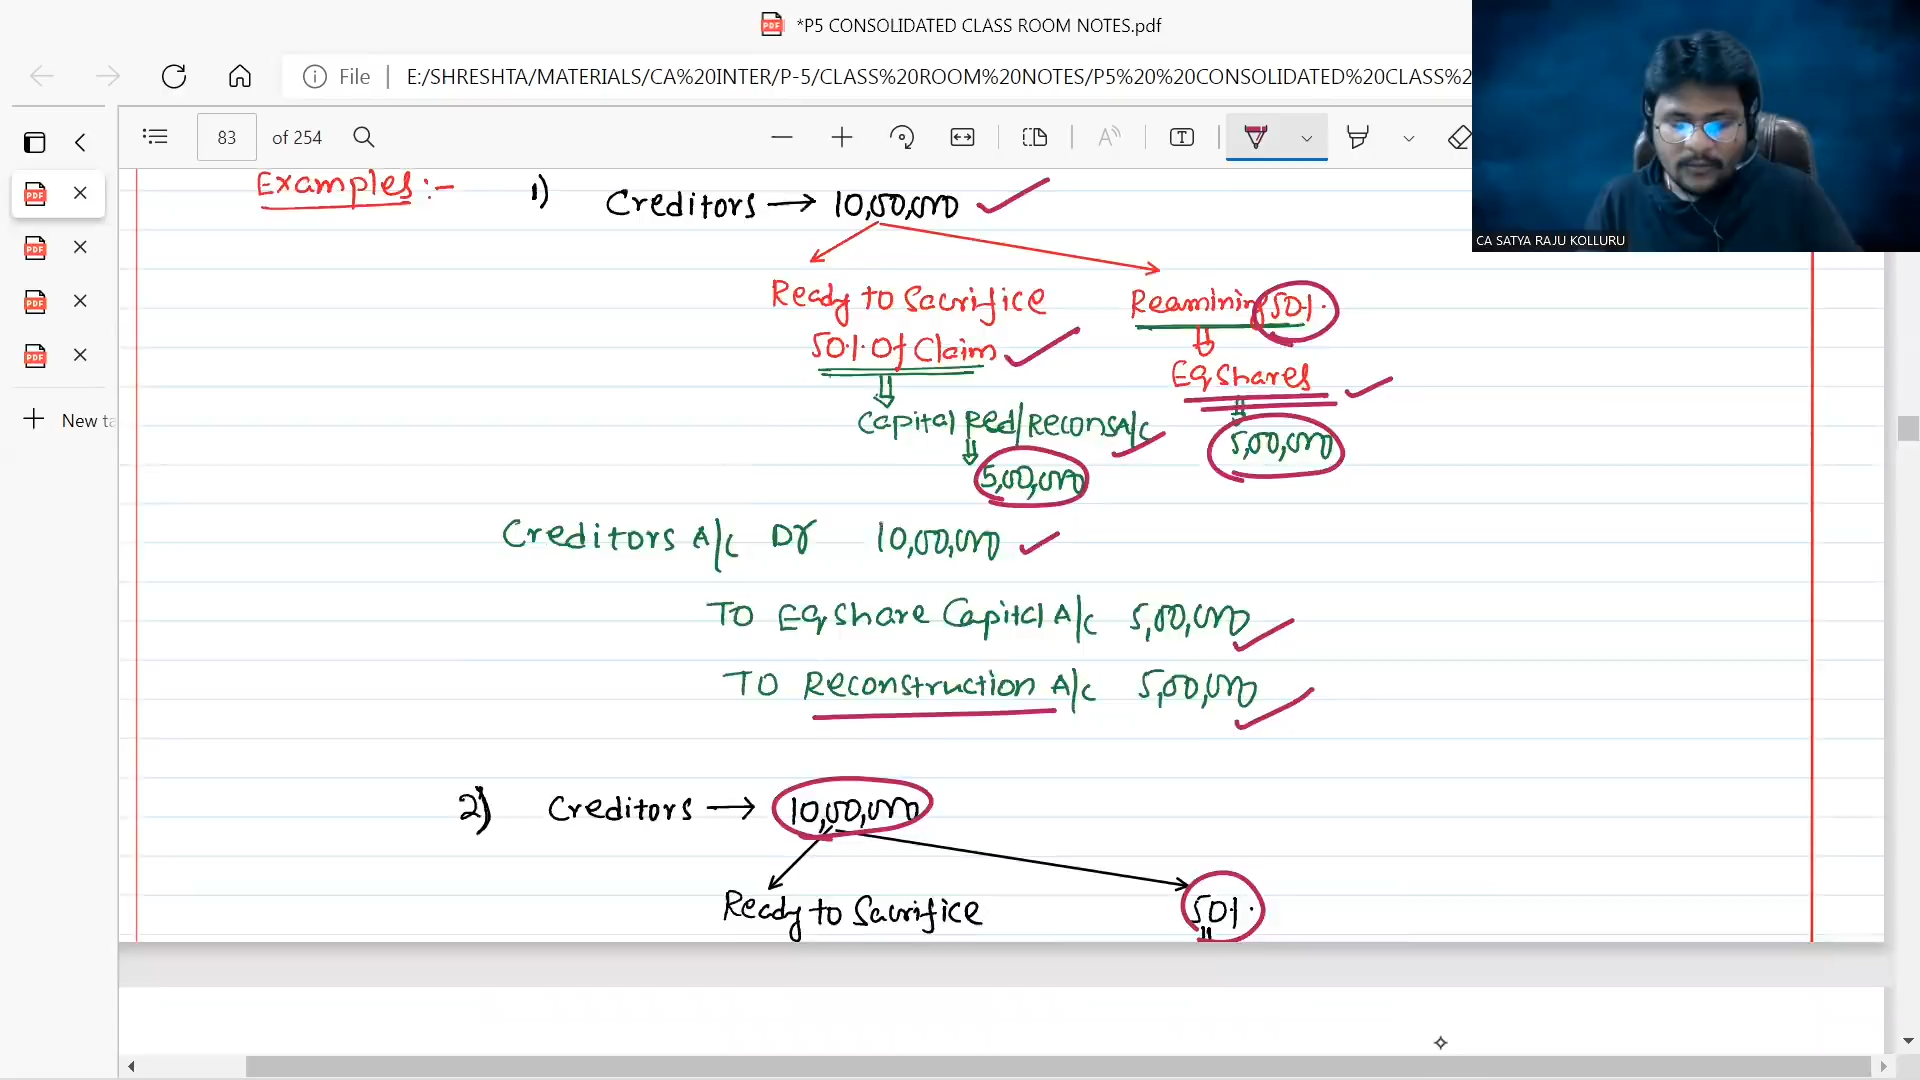 *P5 CONSOLIDATED CLASS ROOM NOTES.pdf
File E:/SHRESHTA/MATERIALS/CA%20INTER/P-5/CLASS%20ROOM%20NOTES/P5%20%20CONSOLIDATED%20CLASS%2
83 of 254
New ta
CA SATYA RAJU KOLLURU
Examples :- 1) Creditors → 10,00,000
Ready to Sacrifice Reamining 50%
50% Of Claim
Eq Shares
Capital Red/Recons A/c
5,00,000
5,00,000
Creditors A/c Dr 10,00,000
To Eq Share Capital A/c 5,00,000
To Reconstruction A/c 5,00,000
2) Creditors → 10,00,000
Ready to Sacrifice 50%